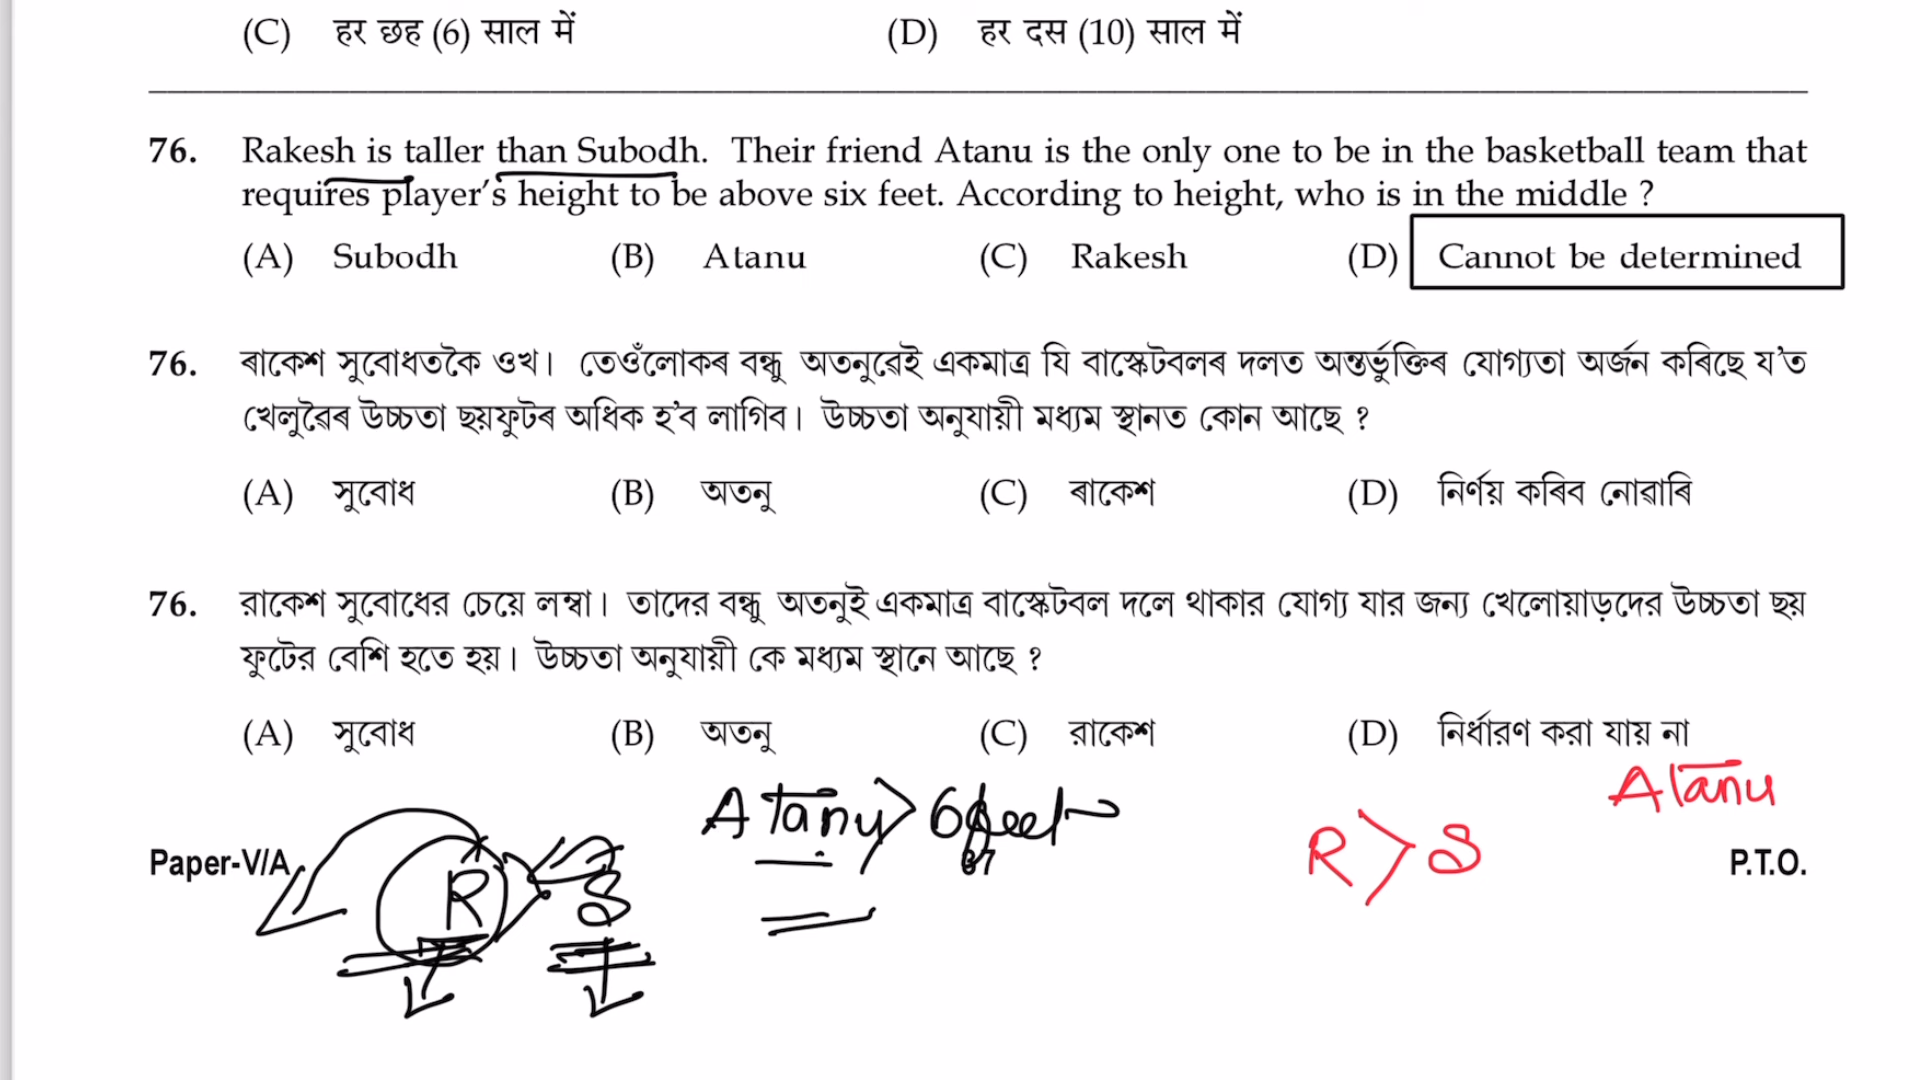 (C) हर छह (6) साल में (D) हर दस (10) साल में
76. Rakesh is taller than Subodh. Their friend Atanu is the only one to be in the basketball team that
requires player's height to be above six feet. According to height, who is in the middle ?
(A) Subodh (B) Atanu (C) Rakesh (D) Cannot be determined
76. ৰাকেশ সুবোধতকৈ ওখ। তেওঁলোকৰ বন্ধু অতনুৱেই একমাত্ৰ যি বাস্কেটবলৰ দলত অন্তৰ্ভুক্তিৰ যোগ্যতা অৰ্জন কৰিছে য'ত
খেলুৱৈৰ উচ্চতা ছয়ফুটৰ অধিক হ'ব লাগিব। উচ্চতা অনুযায়ী মধ্যম স্থানত কোন আছে ?
(A) সুবোধ (B) অতনু (C) ৰাকেশ (D) নিৰ্ণয় কৰিব নোৱাৰি
76. রাকেশ সুবোধের চেয়ে লম্বা। তাদের বন্ধু অতনুই একমাত্র বাস্কেটবল দলে থাকার যোগ্য যার জন্য খেলোয়াড়দের উচ্চতা ছয়
ফুটের বেশি হতে হয়। উচ্চতা অনুযায়ী কে মধ্যম স্থানে আছে ?
(A) সুবোধ (B) অতনু (C) রাকেশ (D) নির্ধারণ করা যায় না
Atanu
Atanu > 6 feet
R > S
Paper-V/A 37 P.T.O.
R > S